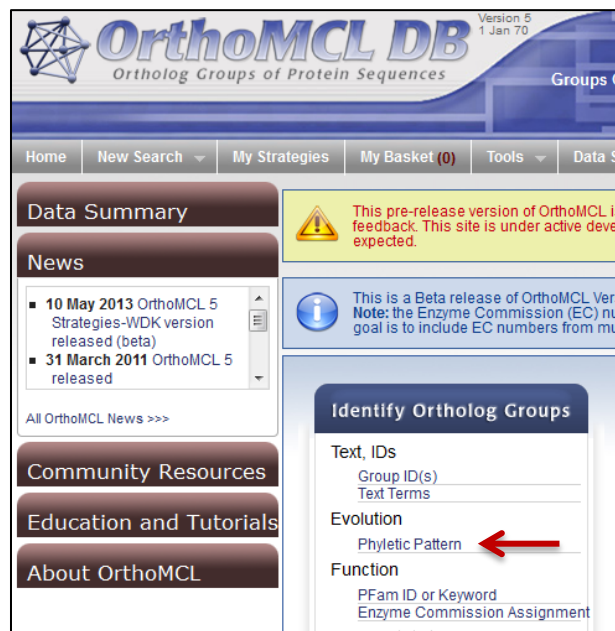 OrthoMCL DB
Version 5
1 Jan 70
Ortholog Groups of Protein Sequences
Groups
Home
New Search
My Strategies
My Basket (0)
Tools
Data
Data Summary
This pre-release version of OrthoMCL
feedback. This site is under active
expected.
News
10 May 2013 OrthoMCL 5
Strategies-WDK version
released (beta)
31 March 2011 OrthoMCL 5
released
All OrthoMCL News >>>
This is a Beta release of OrthoMCL
Note: the Enzyme Commission (EC)
goal is to include EC numbers from
Identify Ortholog Groups
Text, IDs
Group ID(s)
Text Terms
Evolution
Phyletic Pattern
Function
PFam ID or Keyword
Enzyme Commission Assignment
Community Resources
Education and Tutorials
About OrthoMCL